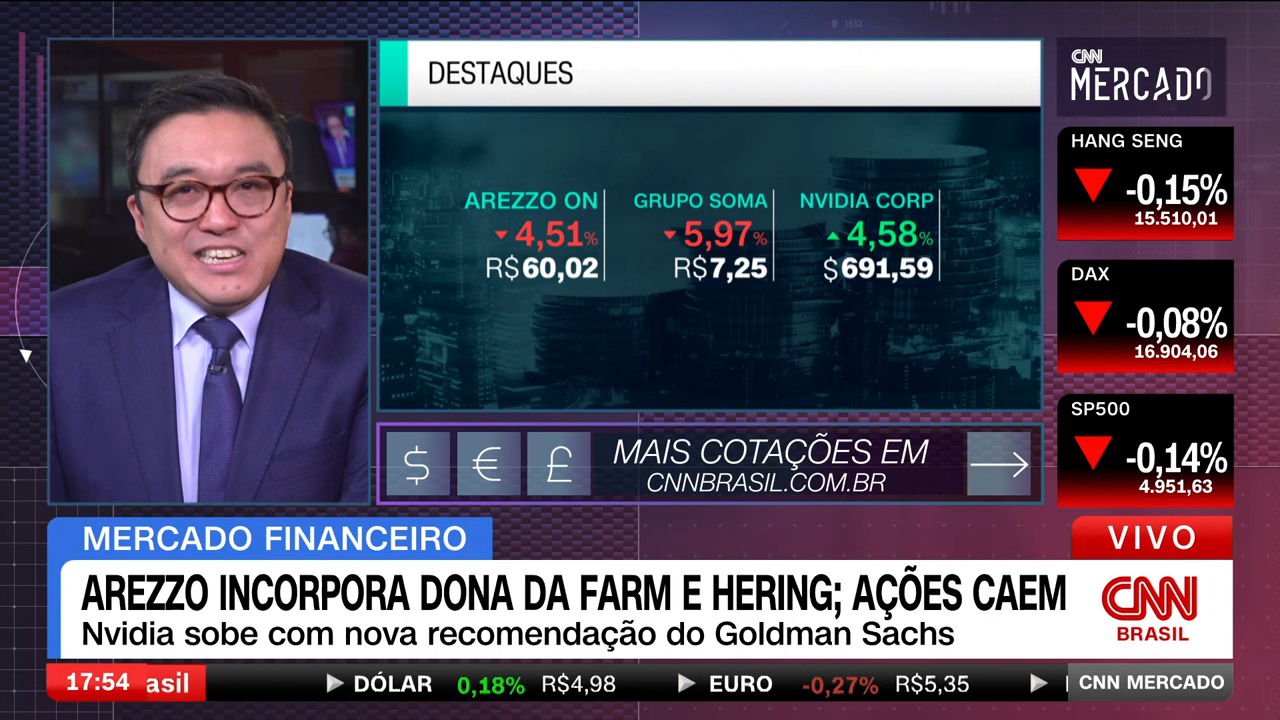 DESTAQUES
AREZZO ON
4,51%
R$60,02
GRUPO SOMA
5,97%
R$7,25
NVIDIA CORP
4,58%
$691,59
MAIS COTAÇÕES EM
CNNBRASIL.COM.BR
CNN
MERCADO
HANG SENG
-0,15%
15.510,01
DAX
-0,08%
16.904,06
SP500
-0,14%
4.951,63
MERCADO FINANCEIRO
VIVO
AREZZO INCORPORA DONA DA FARM E HERING; AÇÕES CAEM
Nvidia sobe com nova recomendação do Goldman Sachs
CNN
BRASIL
17:54 asil DÓLAR 0,18% R$4,98 EURO -0,27% R$5,35 CNN MERCADO